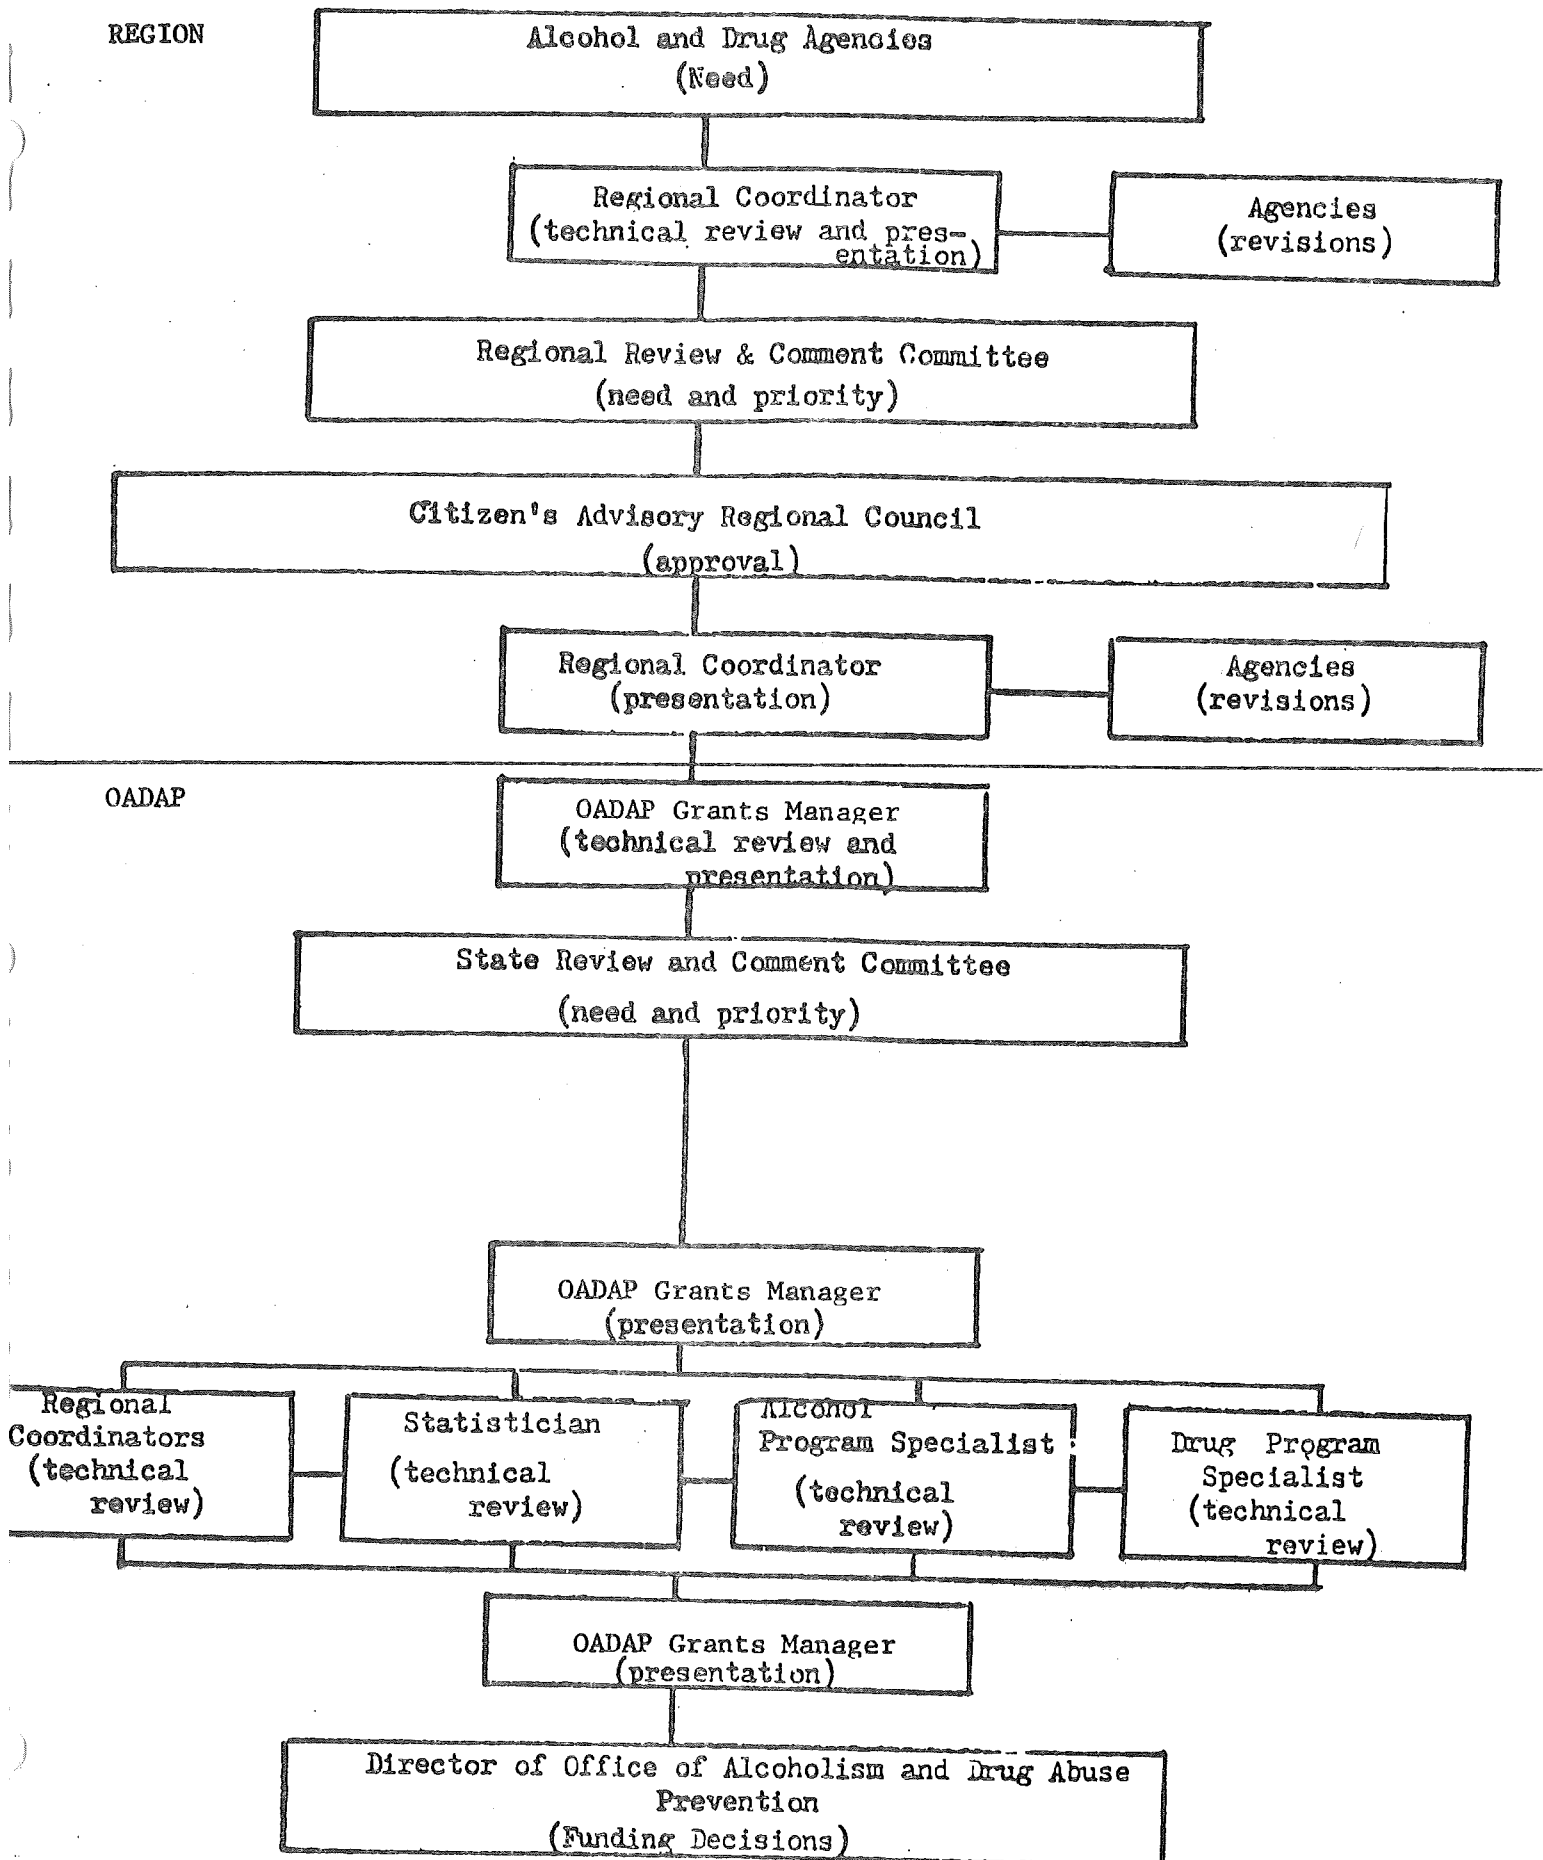 REGION
Alcohol and Drug Agencies
(Need)
Regional Coordinator
(technical review and pres-
entation)
Agencies
(revisions)
Regional Review & Comment Committee
(need and priority)
Citizen's Advisory Regional Council
(approval)
Regional Coordinator
(presentation)
Agencies
(revisions)
OADAP
OADAP Grants Manager
(technical review and
presentation)
State Review and Comment Committee
(need and priority)
OADAP Grants Manager
(presentation)
Regional
Coordinators
(technical
review)
Statistician
(technical
review)
Alcohol
Program Specialist
(technical
review)
Drug Program
Specialist
(technical
review)
OADAP Grants Manager
(presentation)
Director of Office of Alcoholism and Drug Abuse
Prevention
(Funding Decisions)